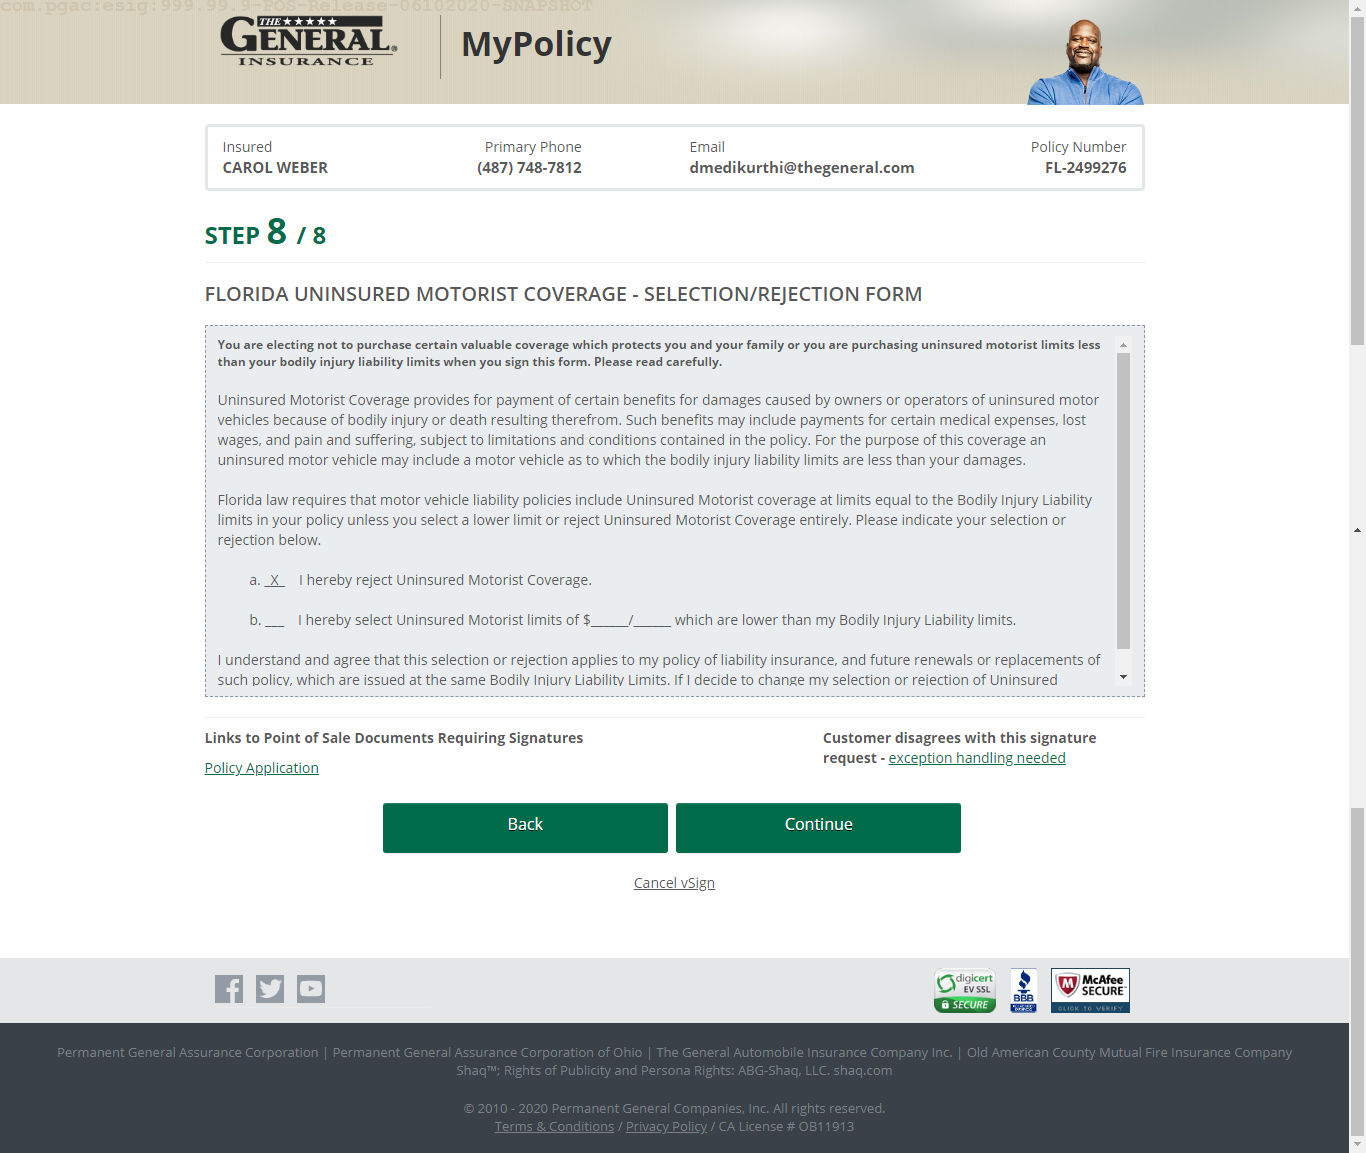 com.pgac:esig:999.99.9-POS-Release-06102020-SNAPSHOT
THE
GENERAL®
INSURANCE
MyPolicy
Insured
CAROL WEBER
Primary Phone
(487) 748-7812
Email
dmedikurthi@thegeneral.com
Policy Number
FL-2499276
STEP 8 / 8
FLORIDA UNINSURED MOTORIST COVERAGE - SELECTION/REJECTION FORM
You are electing not to purchase certain valuable coverage which protects you and your family or you are purchasing uninsured motorist limits less
than your bodily injury liability limits when you sign this form. Please read carefully.
Uninsured Motorist Coverage provides for payment of certain benefits for damages caused by owners or operators of uninsured motor
vehicles because of bodily injury or death resulting therefrom. Such benefits may include payments for certain medical expenses, lost
wages, and pain and suffering, subject to limitations and conditions contained in the policy. For the purpose of this coverage an
uninsured motor vehicle may include a motor vehicle as to which the bodily injury liability limits are less than your damages.
Florida law requires that motor vehicle liability policies include Uninsured Motorist coverage at limits equal to the Bodily Injury Liability
limits in your policy unless you select a lower limit or reject Uninsured Motorist Coverage entirely. Please indicate your selection or
rejection below.
a. _X_ I hereby reject Uninsured Motorist Coverage.
b. ___ I hereby select Uninsured Motorist limits of $______/______ which are lower than my Bodily Injury Liability limits.
I understand and agree that this selection or rejection applies to my policy of liability insurance, and future renewals or replacements of
such policy, which are issued at the same Bodily Injury Liability Limits. If I decide to change my selection or rejection of Uninsured
Links to Point of Sale Documents Requiring Signatures
Policy Application
Customer disagrees with this signature
request - exception handling needed
Back
Continue
Cancel vSign
digicert
EV SSL
SECURE
BBB
McAfee
SECURE
CLICK TO VERIFY
Permanent General Assurance Corporation | Permanent General Assurance Corporation of Ohio | The General Automobile Insurance Company Inc. | Old American County Mutual Fire Insurance Company
Shaq™; Rights of Publicity and Persona Rights: ABG-Shaq, LLC. shaq.com
© 2010 - 2020 Permanent General Companies, Inc. All rights reserved.
Terms & Conditions / Privacy Policy / CA License # OB11913